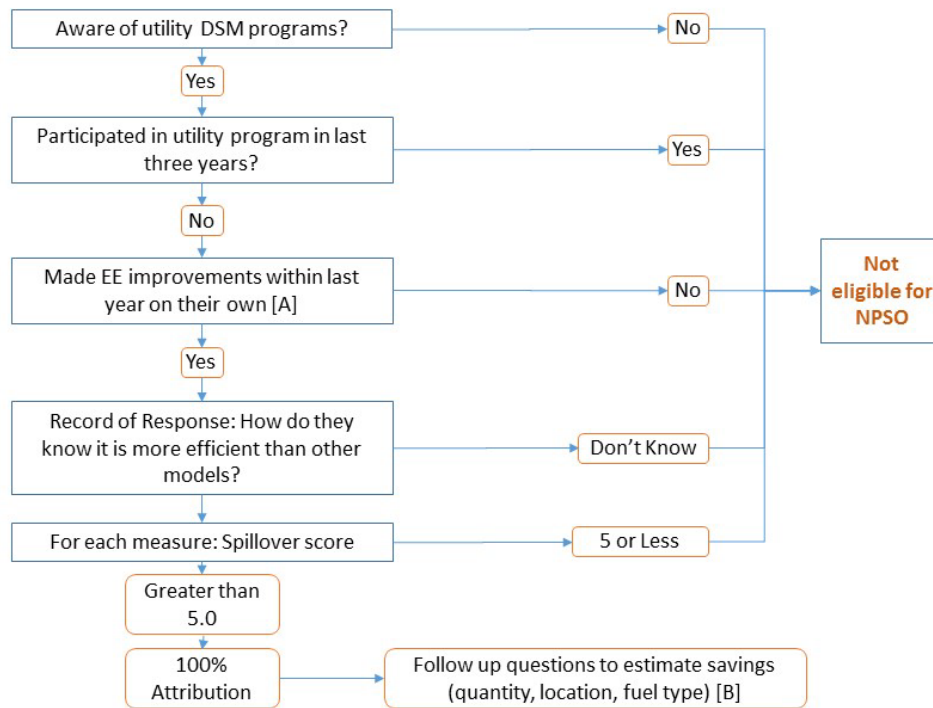 Aware of utility DSM programs?
No
Yes
Participated in utility program in last
three years?
Yes
No
Made EE improvements within last
year on their own [A]
No
Not
eligible for
NPSO
Yes
Record of Response: How do they
know it is more efficient than other
models?
Don’t Know
For each measure: Spillover score
5 or Less
Greater than
5.0
100%
Attribution
Follow up questions to estimate savings
(quantity, location, fuel type) [B]